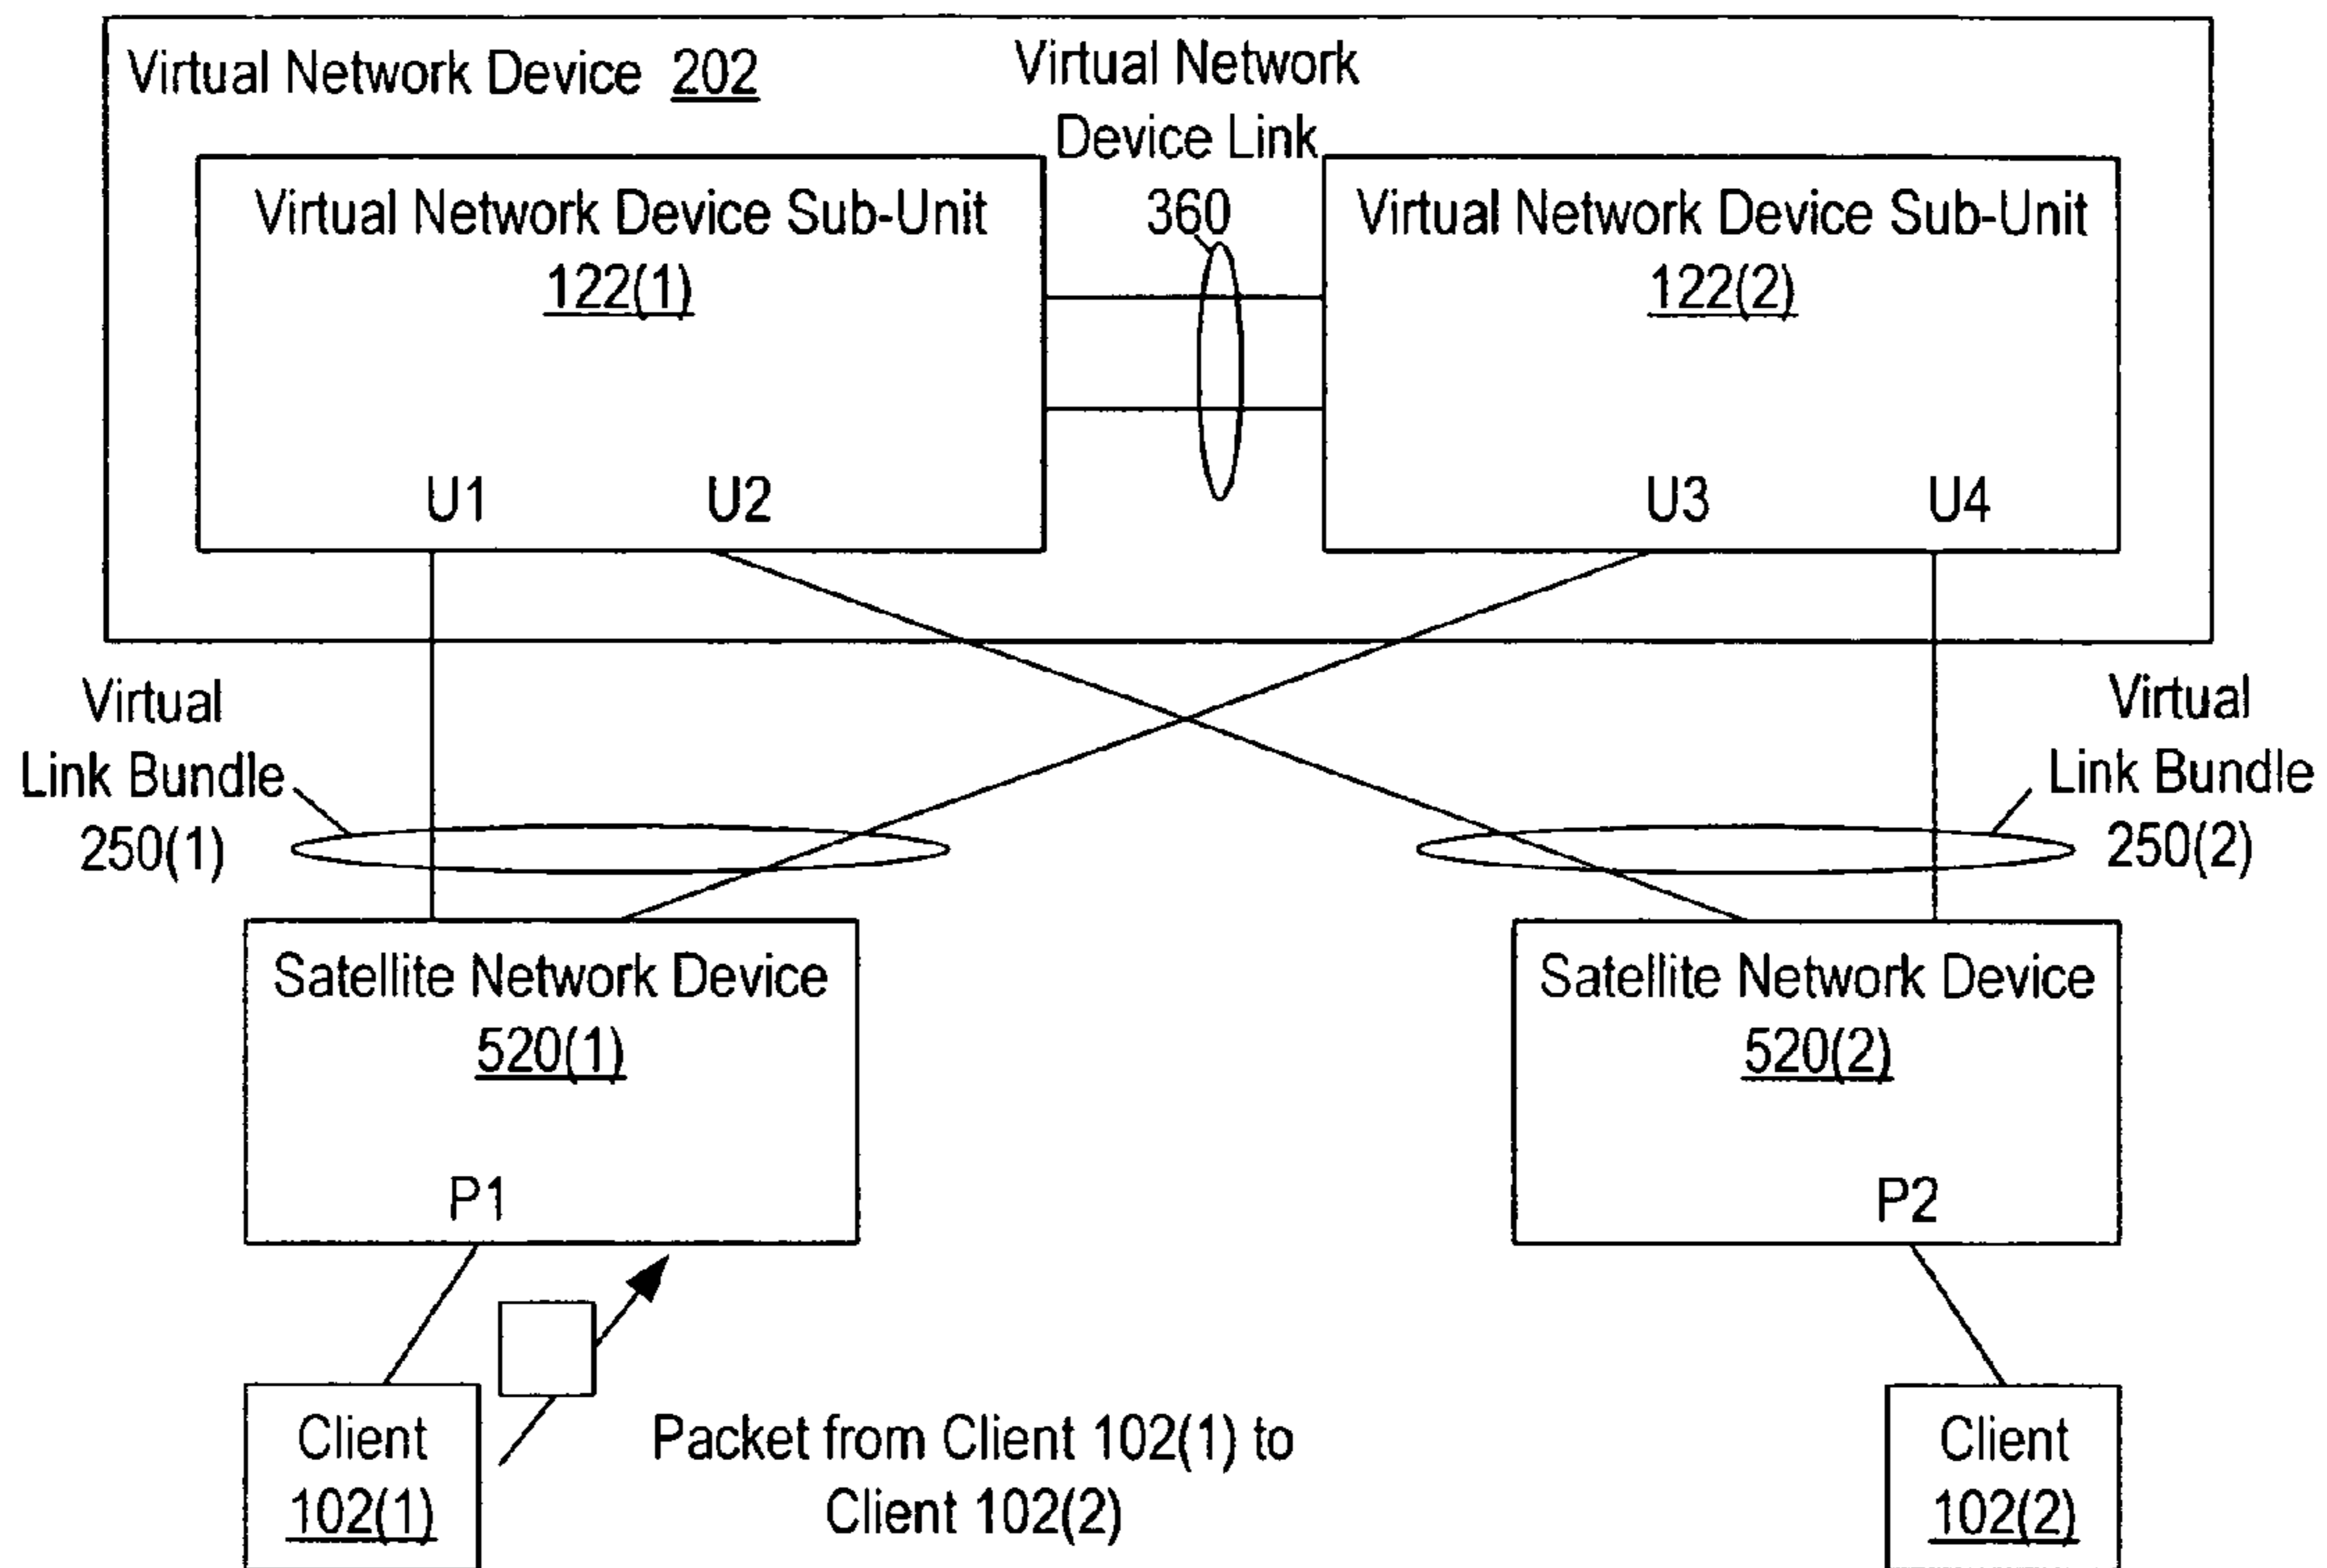 Virtual Network Device 202
Virtual Network
Device Link
360
Virtual Network Device Sub-Unit
122(1)
Virtual Network Device Sub-Unit
122(2)
U1
U2
U3
U4
Virtual
Link Bundle
250(1)
Virtual
Link Bundle
250(2)
Satellite Network Device
520(1)
Satellite Network Device
520(2)
P1
P2
Client
102(1)
Packet from Client 102(1) to
Client 102(2)
Client
102(2)